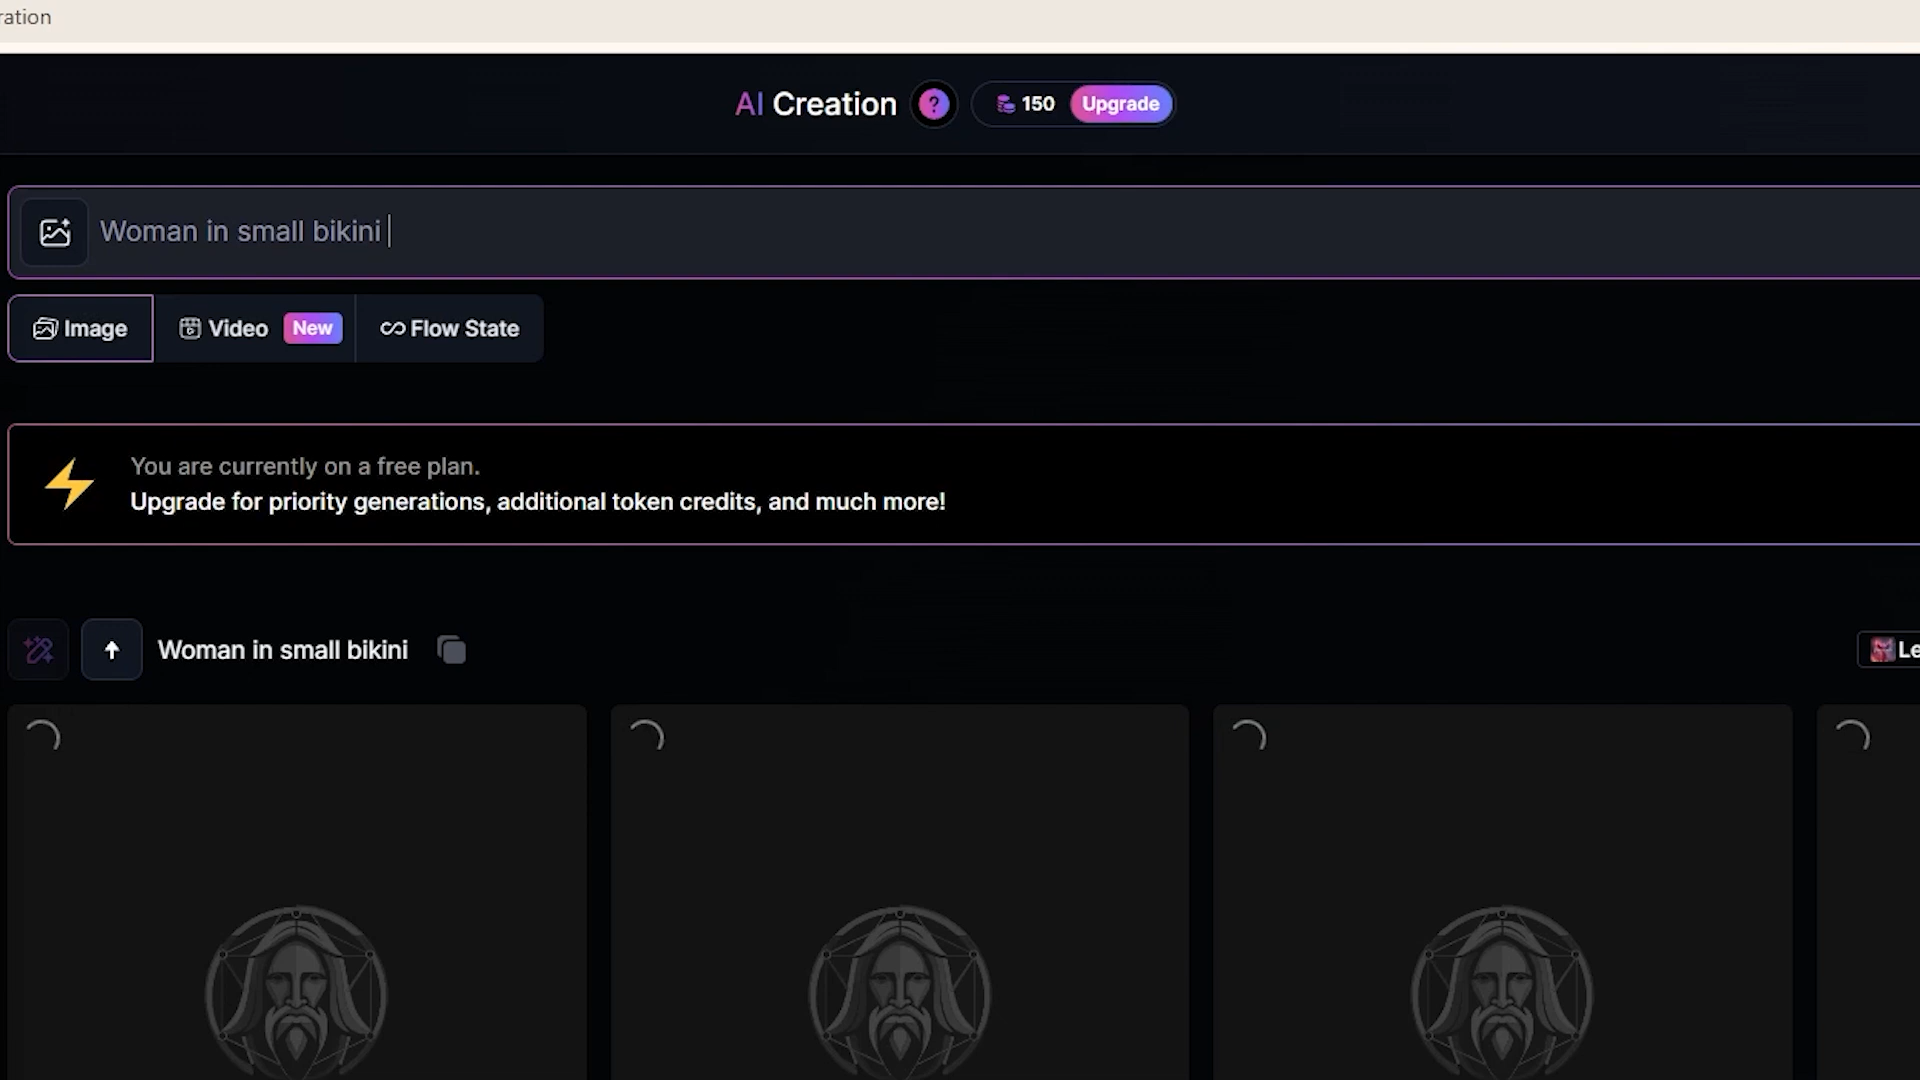 ration
AI Creation ? 150 Upgrade
Woman in small bikini
Image Video New Flow State
You are currently on a free plan.
Upgrade for priority generations, additional token credits, and much more!
Woman in small bikini Le